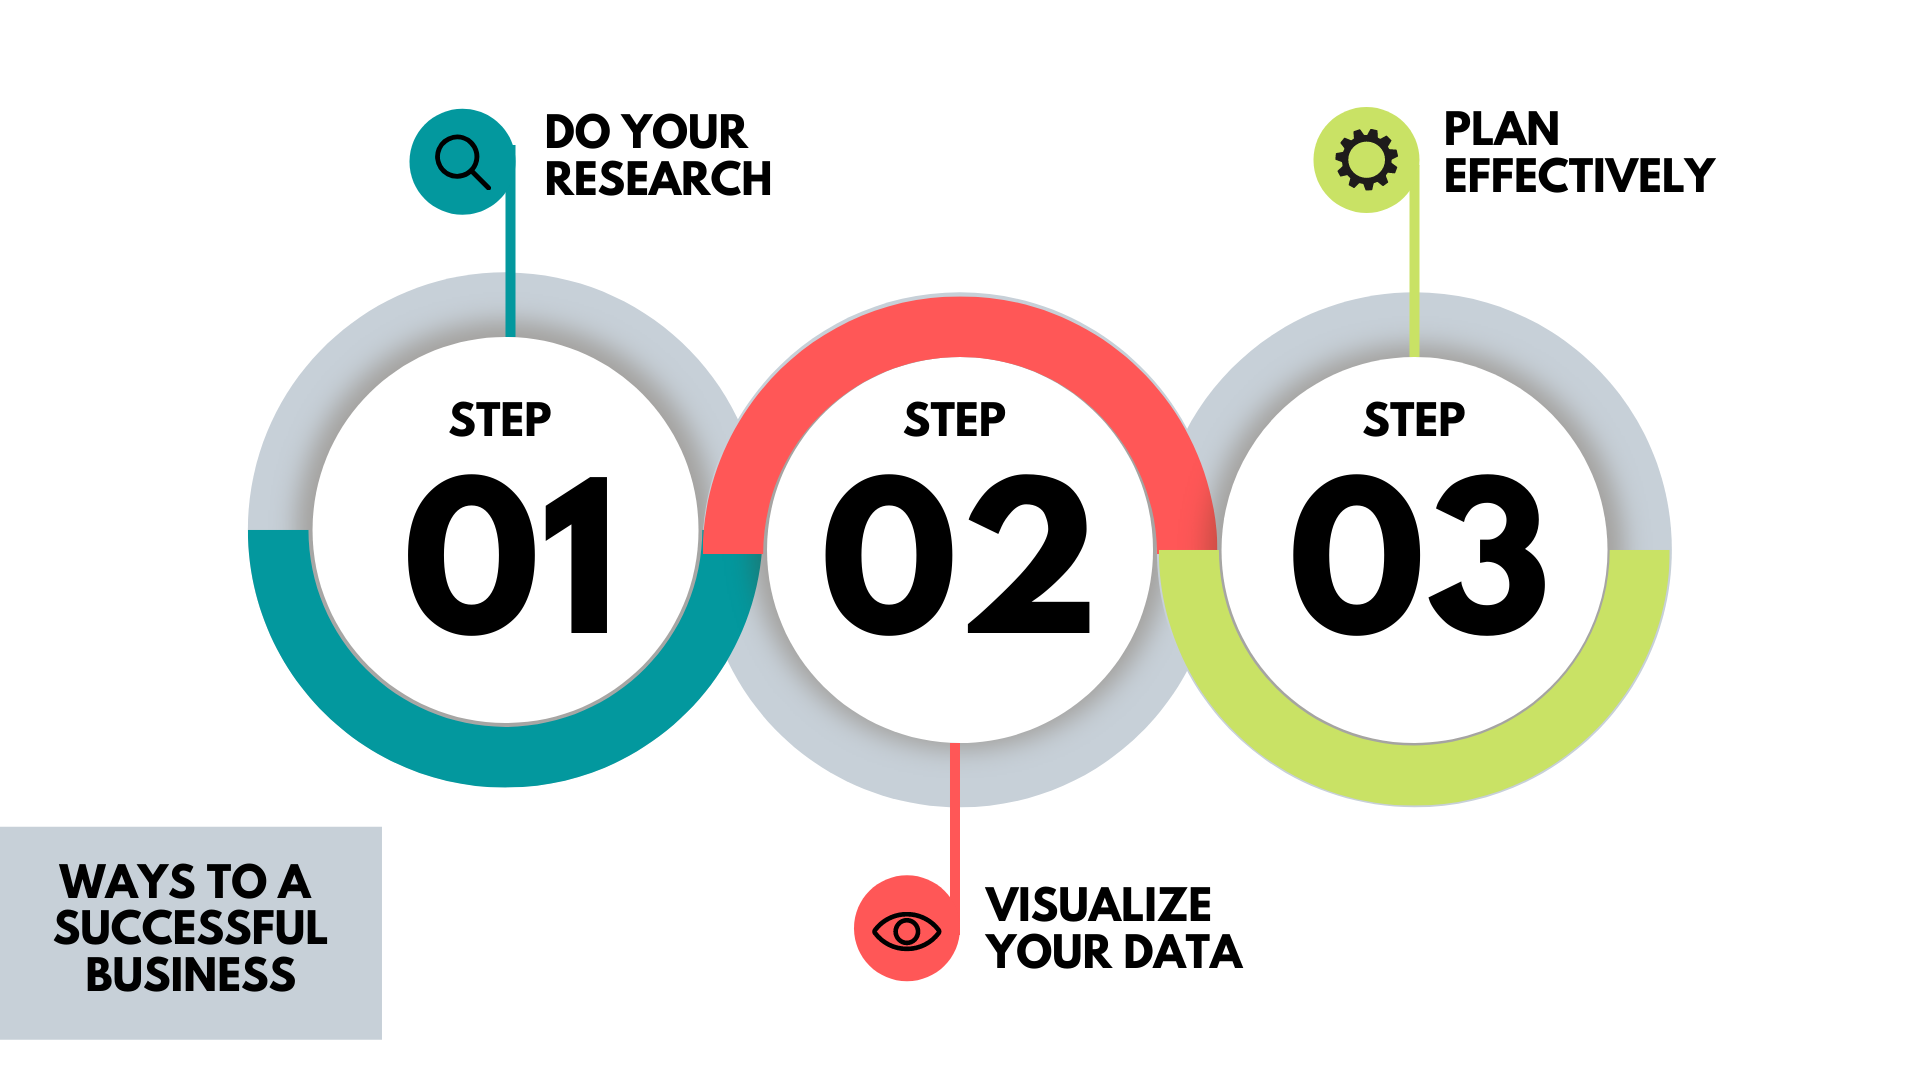 DO YOUR
RESEARCH
PLAN
EFFECTIVELY
STEP
01
STEP
02
STEP
03
VISUALIZE
YOUR DATA
WAYS TO A
SUCCESSFUL
BUSINESS